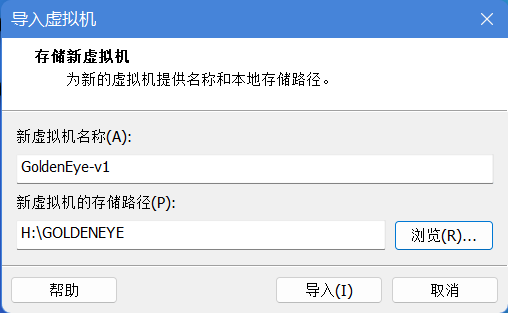 导入虚拟机
存储新虚拟机
为新的虚拟机提供名称和本地存储路径。
新虚拟机名称(A):
GoldenEye-v1
新虚拟机的存储路径(P):
H:\GOLDENEYE
浏览(R)...
帮助
导入(I)
取消